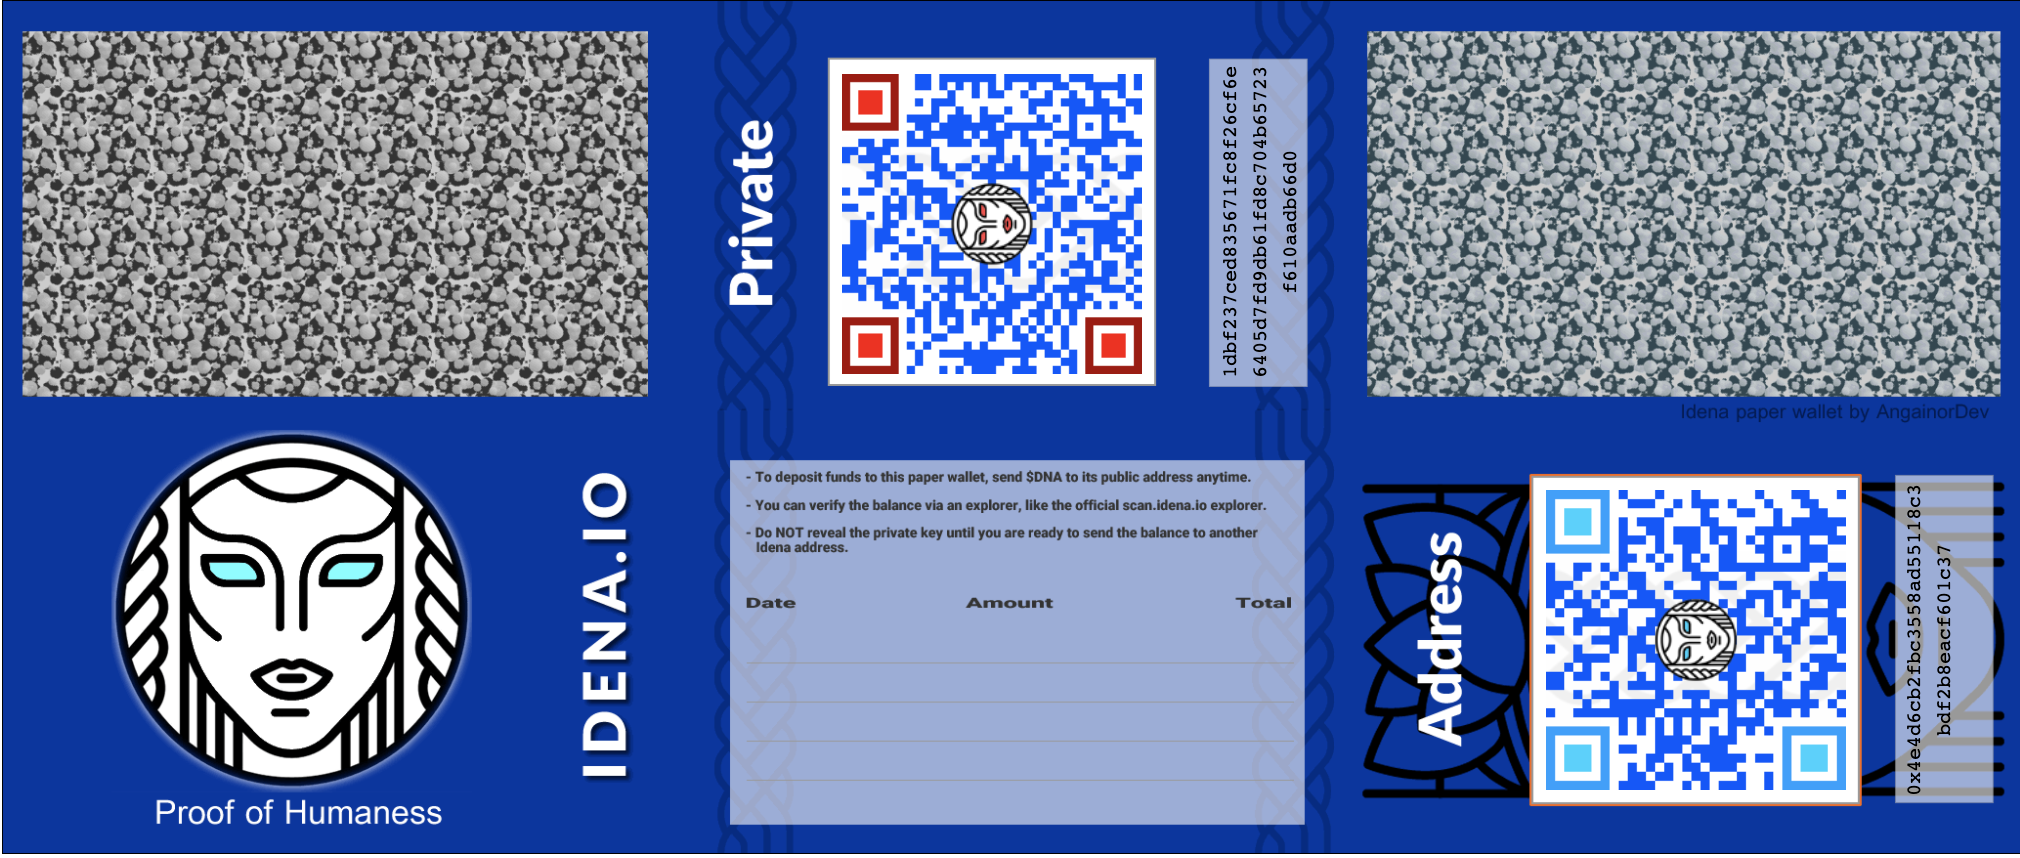 Private
1dbf237ced835671fc8f26cf6e
6405d7fd9db61fd8c704b65723
f610aadb66d0
Idena paper wallet by AngainorDev
IDENA.IO
Proof of Humaness
- To deposit funds to this paper wallet, send $DNA to its public address anytime.
- You can verify the balance via an explorer, like the official scan.idena.io explorer.
- Do NOT reveal the private key until you are ready to send the balance to another
Idena address.
Date Amount Total
Address
0x4e4d6cb2fbc3558ad55118c3
bdf2b8eacf601c37